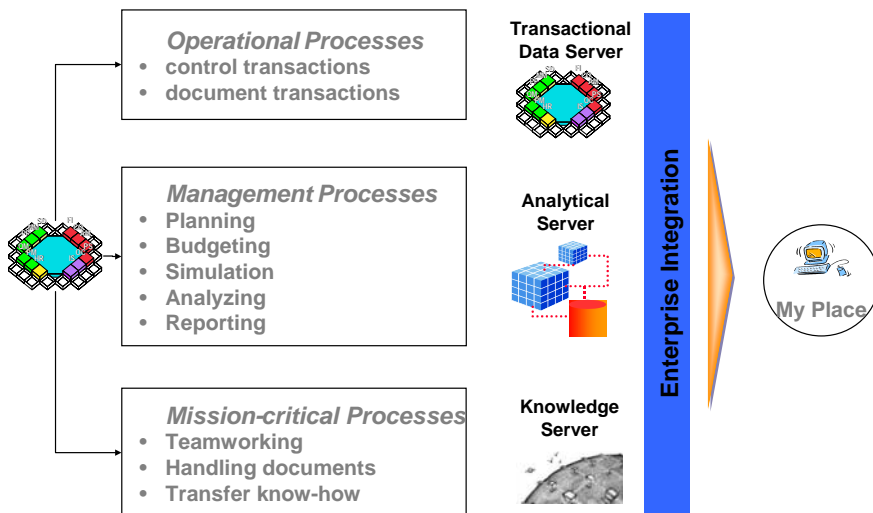 Operational Processes
• control transactions
• document transactions
Transactional
Data Server
Management Processes
• Planning
• Budgeting
• Simulation
• Analyzing
• Reporting
Analytical
Server
Mission-critical Processes
• Teamworking
• Handling documents
• Transfer know-how
Knowledge
Server
Enterprise Integration
My Place